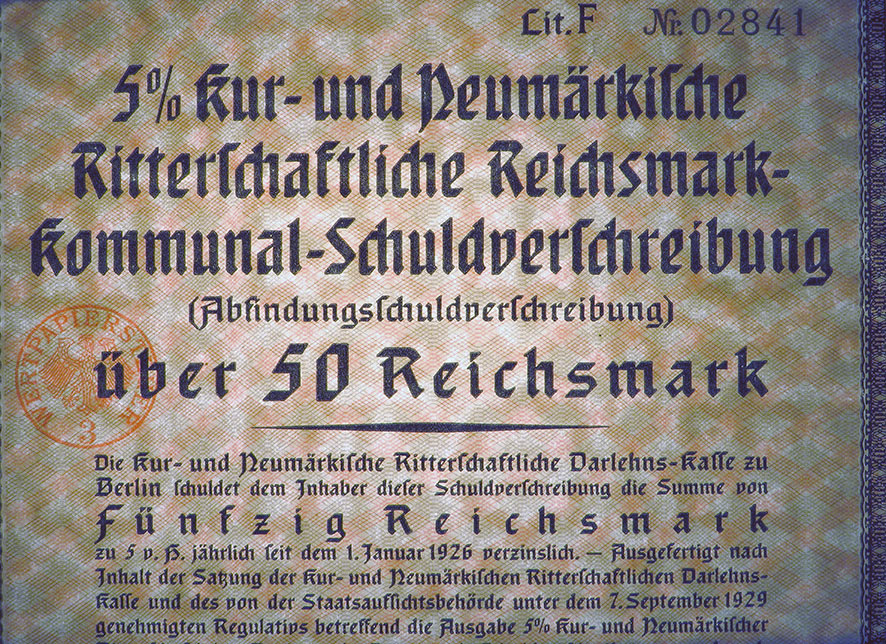 Lit. F Nr. 02841
5% Kur- und Neumärkiſche
Ritterſchaftliche Reichsmark-
Kommunal-Schuldverſchreibung
(Abfindungsſchuldverſchreibung)
über 50 Reichsmark
WERTPAPIERSTEUER
3
Die Kur- und Neumärkiſche Ritterſchaftliche Darlehns-Kaſſe zu
Berlin ſchuldet dem Inhaber dieſer Schuldverſchreibung die Summe von
Fünfzig Reichsmark
zu 5 v. H. jährlich ſeit dem 1. Januar 1926 verzinslich. — Ausgefertigt nach
Inhalt der Satzung der Kur- und Neumärkiſchen Ritterſchaftlichen Darlehns-
Kaſſe und des von der Staatsaufſichtsbehörde unter dem 7. September 1929
genehmigten Regulativs betreffend die Ausgabe 5% Kur- und Neumärkiſcher